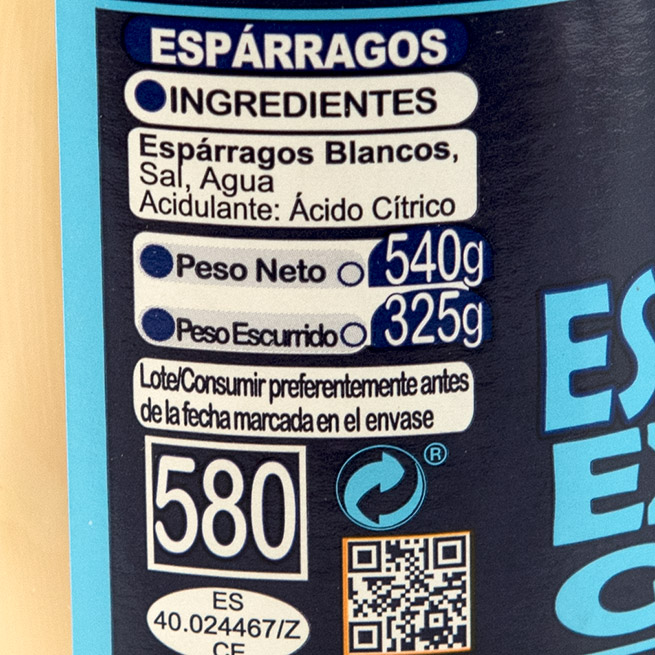 ESPÁRRAGOS
INGREDIENTES
Espárragos Blancos,
Sal, Agua
Acidulante: Ácido Cítrico
Peso Neto 540g
Peso Escurrido 325g
Lote/Consumir preferentemente antes
de la fecha marcada en el envase
580
®
ES
40.024467/Z
CE